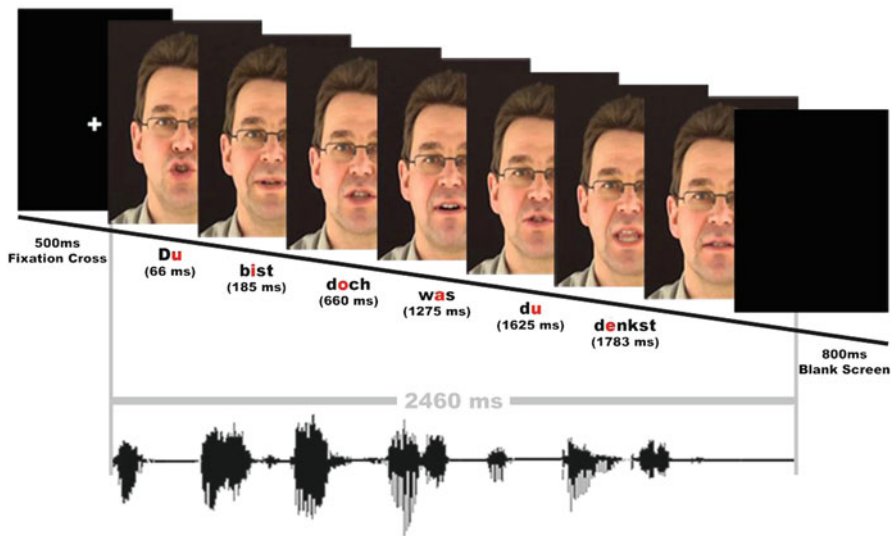 500ms
Fixation Cross
Du
(66 ms)
bist
(185 ms)
doch
(660 ms)
was
(1275 ms)
du
(1625 ms)
denkst
(1783 ms)
800ms
Blank Screen
2460 ms